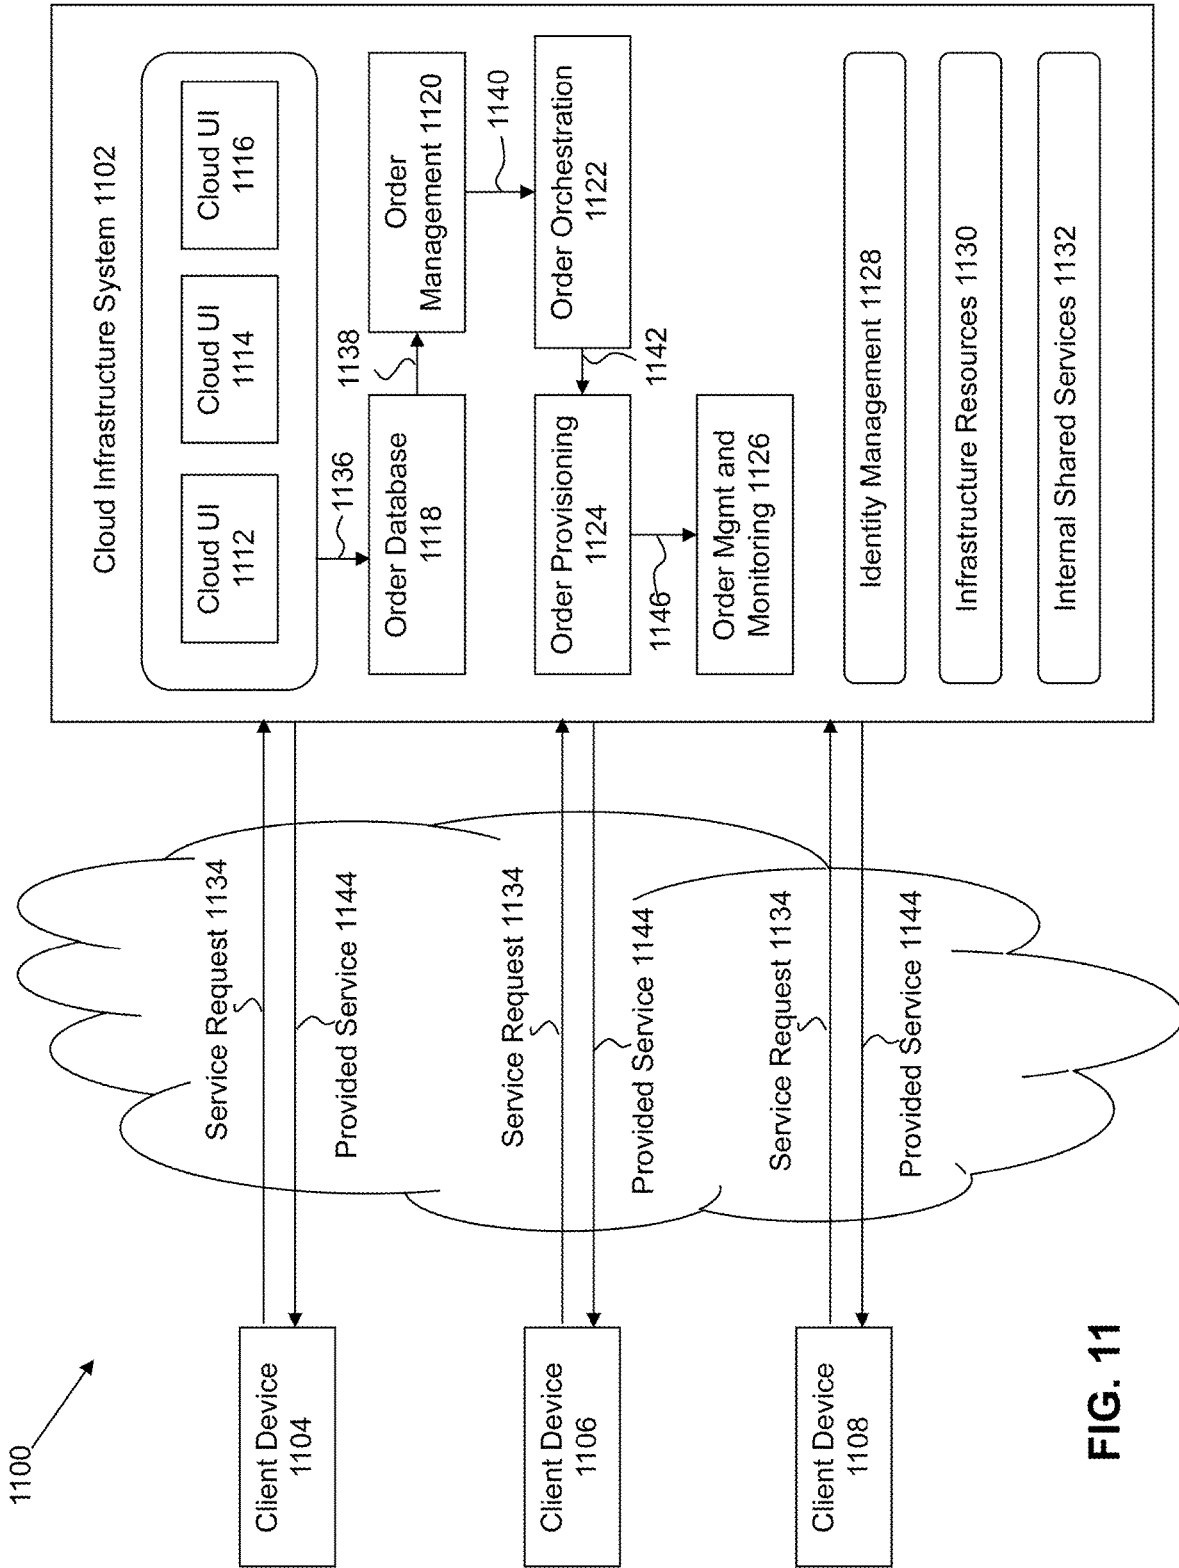 1100
Cloud Infrastructure System 1102
Cloud UI
1112
Cloud UI
1114
Cloud UI
1116
1136
Order Database
1118
1138
Order
Management 1120
1140
Order Orchestration
1122
1142
Order Provisioning
1124
1146
Order Mgmt and
Monitoring 1126
Identity Management 1128
Infrastructure Resources 1130
Internal Shared Services 1132
Client Device
1104
Service Request 1134
Provided Service 1144
Client Device
1106
Service Request 1134
Provided Service 1144
Client Device
1108
Service Request 1134
Provided Service 1144
FIG. 11